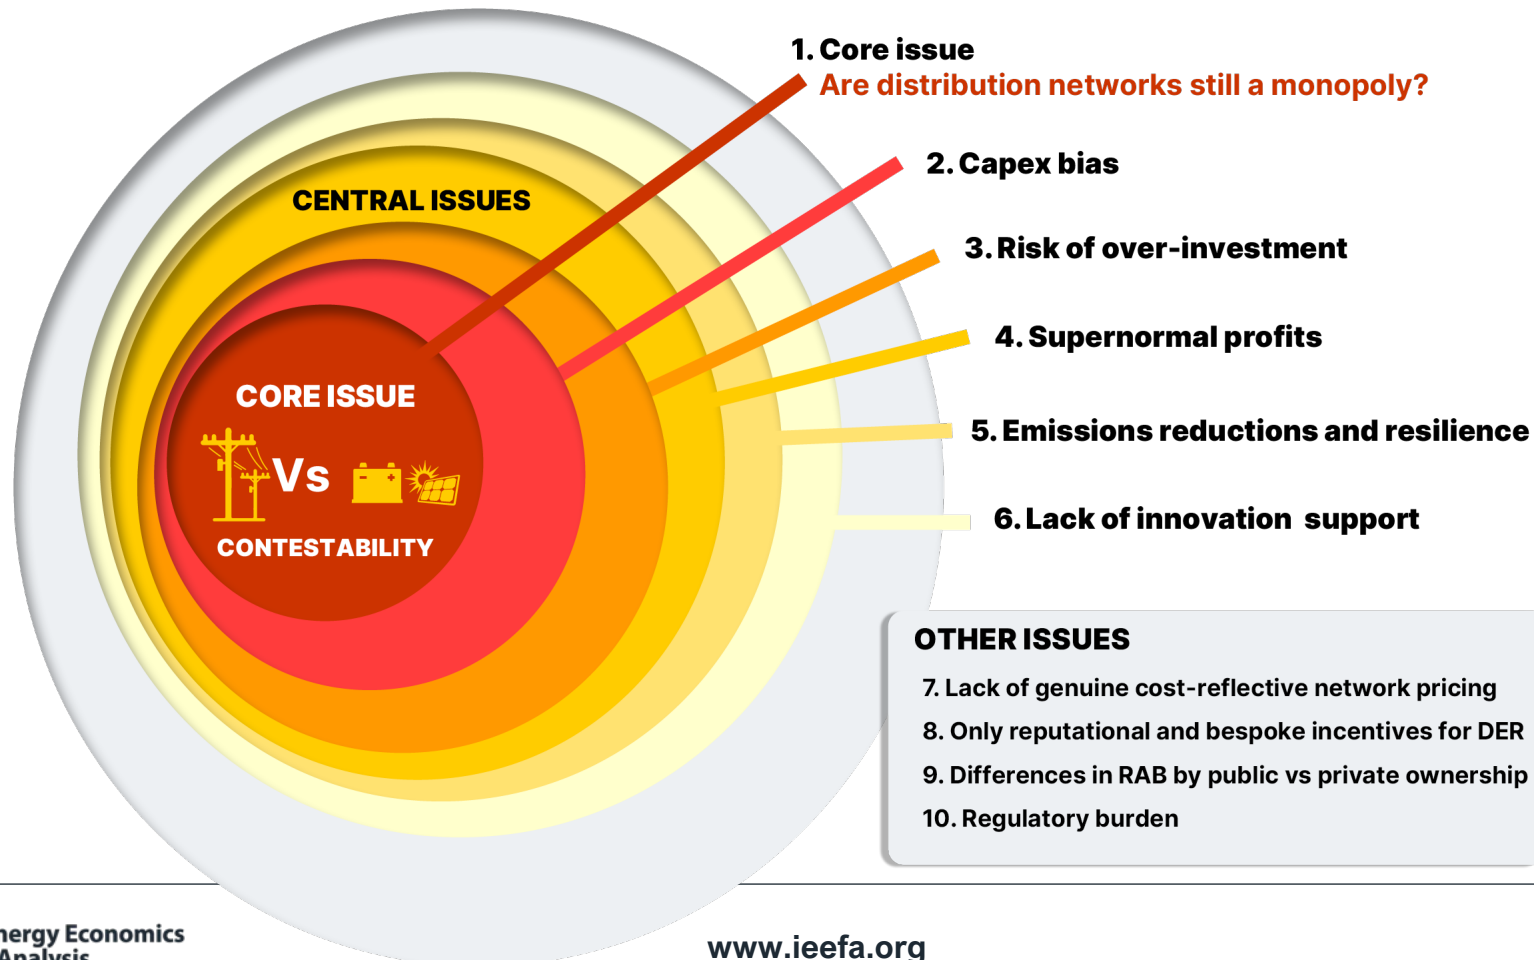 1. Core issue
Are distribution networks still a monopoly?
2. Capex bias
CENTRAL ISSUES
3. Risk of over-investment
4. Supernormal profits
CORE ISSUE
5. Emissions reductions and resilience
Vs
6. Lack of innovation support
CONTESTABILITY
OTHER ISSUES
7. Lack of genuine cost-reflective network pricing
8. Only reputational and bespoke incentives for DER
9. Differences in RAB by public vs private ownership
10. Regulatory burden
nergy Economics
Analysis
www.ieefa.org